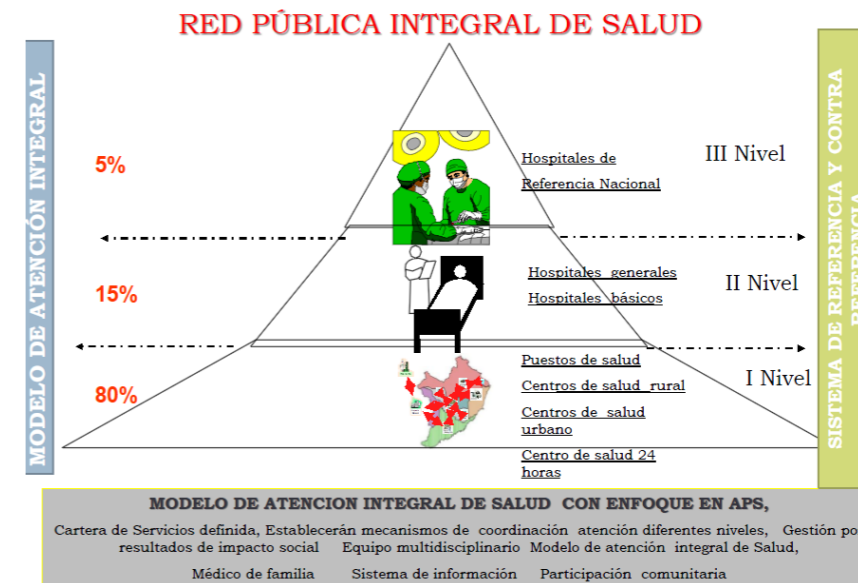 RED PÚBLICA INTEGRAL DE SALUD
MODELO DE ATENCIÓN INTEGRAL
5%
Hospitales de
Referencia Nacional
III Nivel
15%
Hospitales generales
Hospitales básicos
II Nivel
80%
Puestos de salud
Centros de salud rural
Centros de salud
urbano
Centro de salud 24
horas
I Nivel
SISTEMA DE REFERENCIA Y CONTRA
REFERENCIA
MODELO DE ATENCION INTEGRAL DE SALUD CON ENFOQUE EN APS,
Cartera de Servicios definida, Establecerán mecanismos de coordinación atención diferentes niveles, Gestión po
resultados de impacto social Equipo multidisciplinario Modelo de atención integral de Salud,
Médico de familia Sistema de información Participación comunitaria